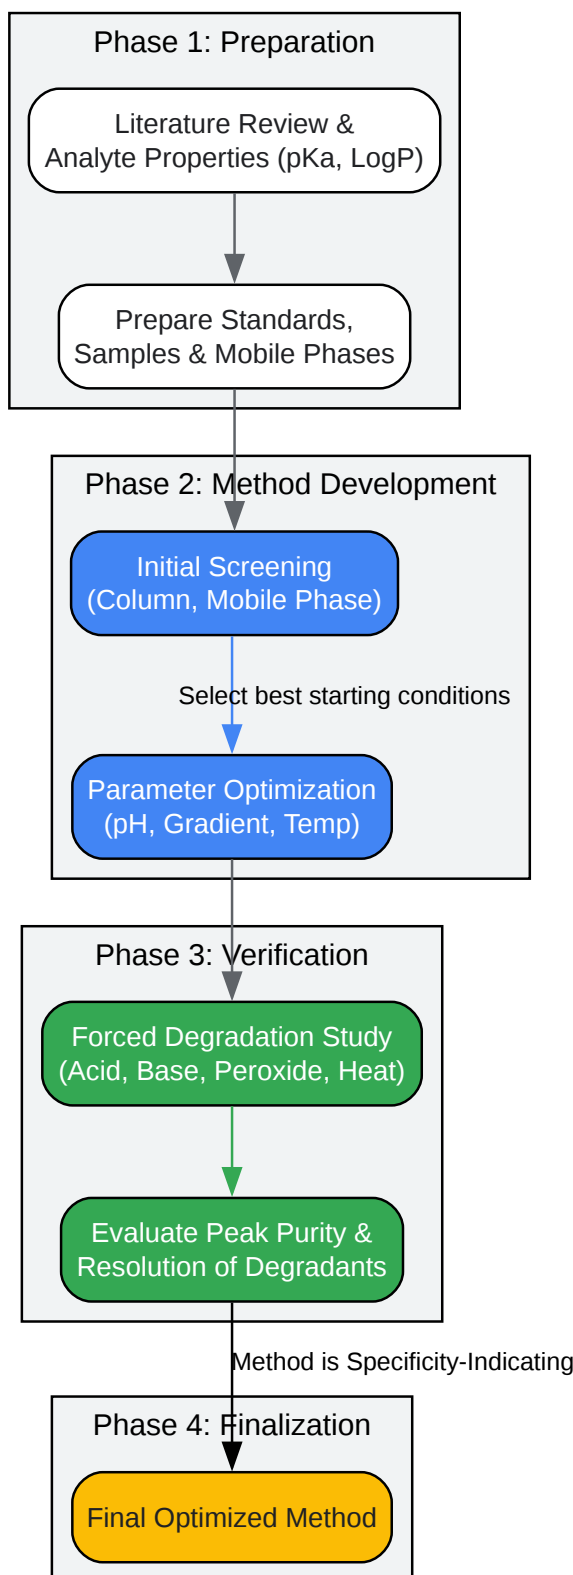 Phase 1: Preparation
Literature Review &
Analyte Properties (pKa, LogP)
Prepare Standards,
Samples & Mobile Phases
Phase 2: Method Development
Initial Screening
(Column, Mobile Phase)
Select best starting conditions
Parameter Optimization
(pH, Gradient, Temp)
Phase 3: Verification
Forced Degradation Study
(Acid, Base, Peroxide, Heat)
Evaluate Peak Purity &
Resolution of Degradants
Method is Specificity-Indicating
Phase 4: Finalization
Final Optimized Method